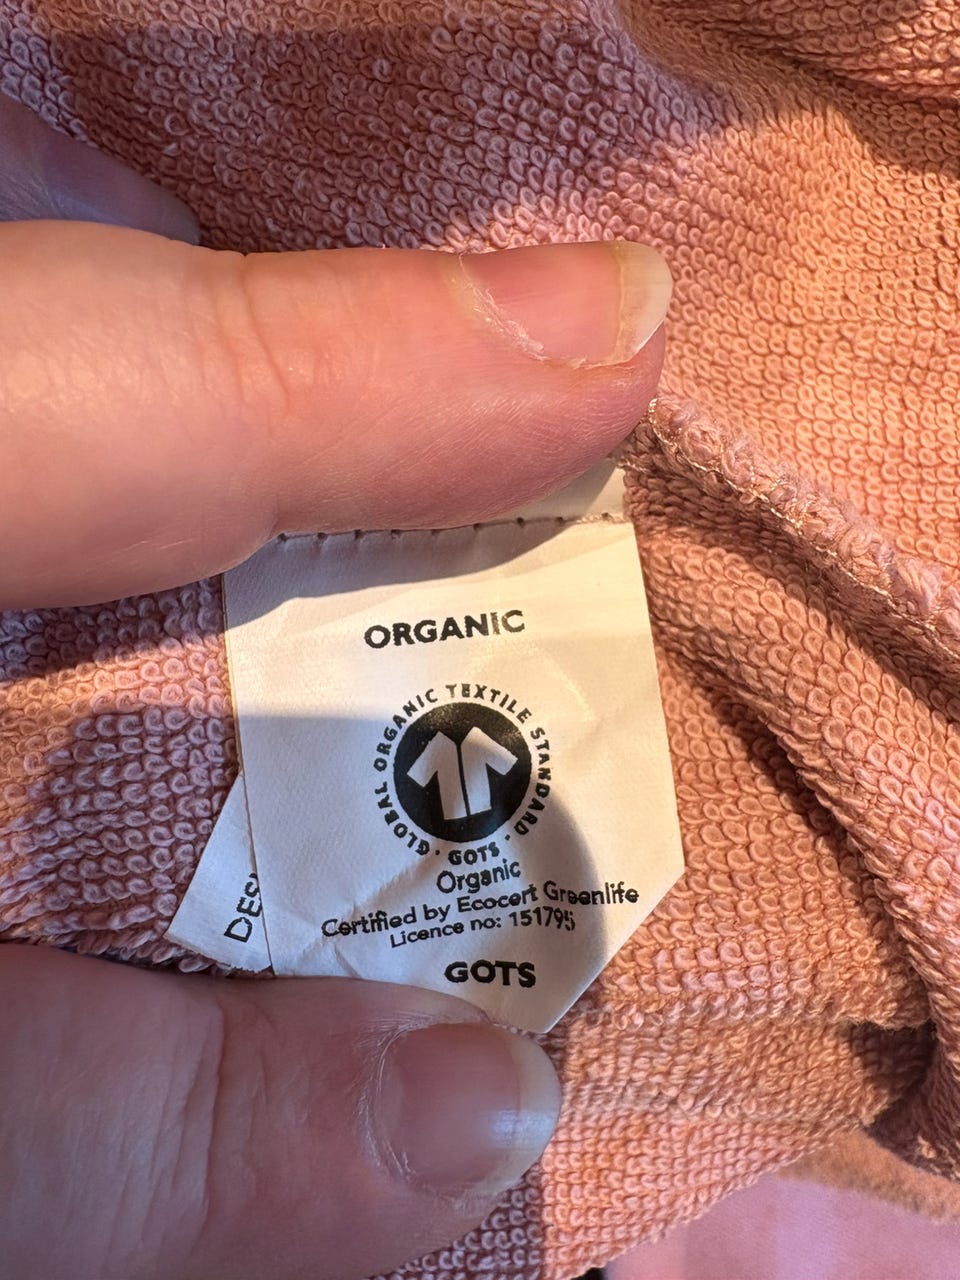 ORGANIC
GLOBAL ORGANIC TEXTILE STANDARD · GOTS ·
Organic
Certified by Ecocert Greenlife
Licence no: 151795
GOTS
DES